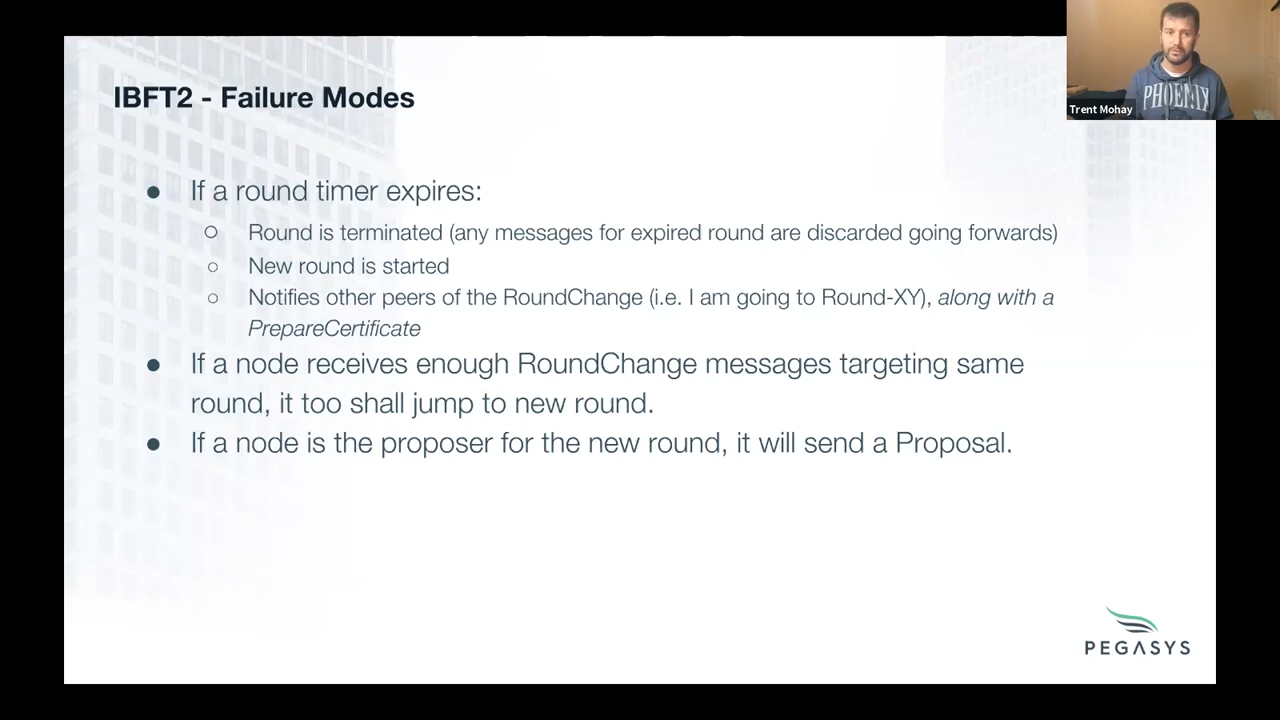 IBFT2 - Failure Modes
PHOENIX
Trent Mohay
● If a round timer expires:
○ Round is terminated (any messages for expired round are discarded going forwards)
○ New round is started
○ Notifies other peers of the RoundChange (i.e. I am going to Round-XY), along with a
PrepareCertificate
● If a node receives enough RoundChange messages targeting same
round, it too shall jump to new round.
● If a node is the proposer for the new round, it will send a Proposal.
PEGASYS